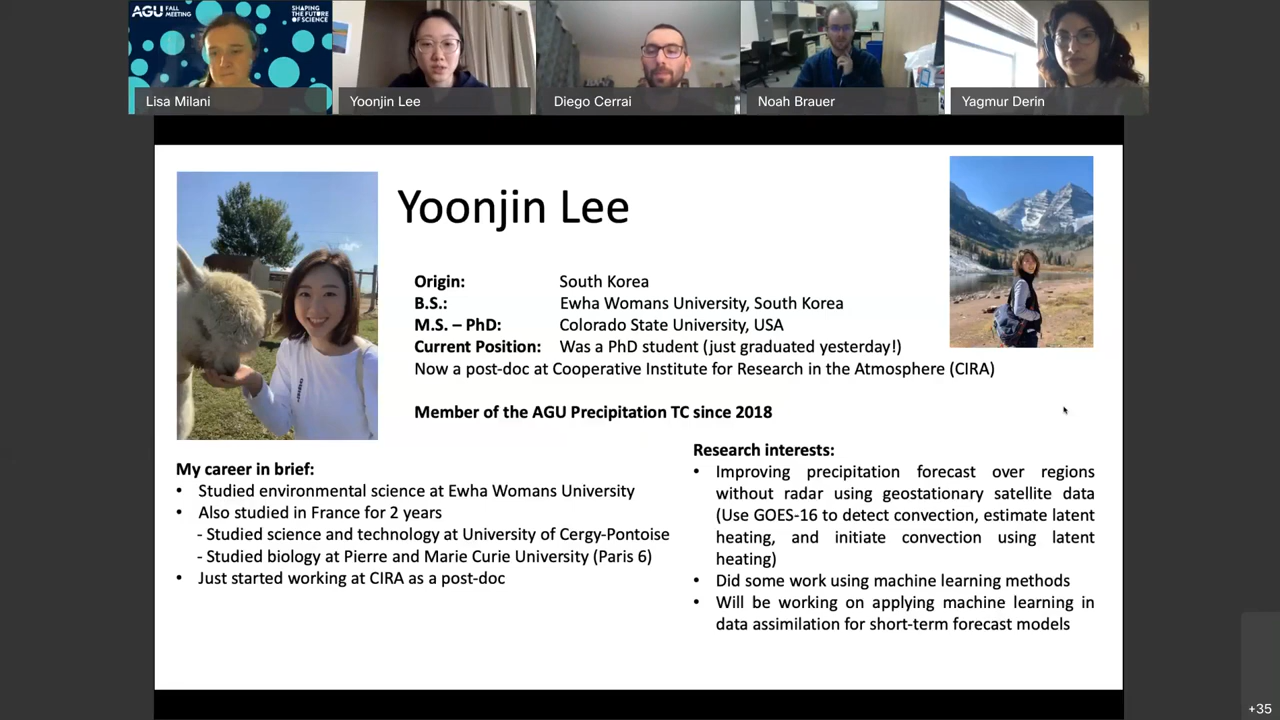 AGU FALL MEETING
SHAPING THE FUTURE OF SCIENCE
Lisa Milani
Yoonjin Lee
Diego Cerrai
Noah Brauer
Yagmur Derin
Yoonjin Lee
Origin: South Korea
B.S.: Ewha Womans University, South Korea
M.S. – PhD: Colorado State University, USA
Current Position: Was a PhD student (just graduated yesterday!)
Now a post-doc at Cooperative Institute for Research in the Atmosphere (CIRA)
Member of the AGU Precipitation TC since 2018
My career in brief:
• Studied environmental science at Ewha Womans University
• Also studied in France for 2 years
- Studied science and technology at University of Cergy-Pontoise
- Studied biology at Pierre and Marie Curie University (Paris 6)
• Just started working at CIRA as a post-doc
Research interests:
• Improving precipitation forecast over regions
without radar using geostationary satellite data
(Use GOES-16 to detect convection, estimate latent
heating, and initiate convection using latent
heating)
• Did some work using machine learning methods
• Will be working on applying machine learning in
data assimilation for short-term forecast models
+35